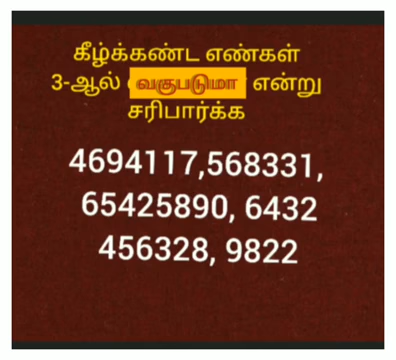 கீழ்க்கண்ட எண்கள்
3-ஆல் வகுபடுமா என்று
சரிபார்க்க
4694117,568331,
65425890, 6432
456328, 9822